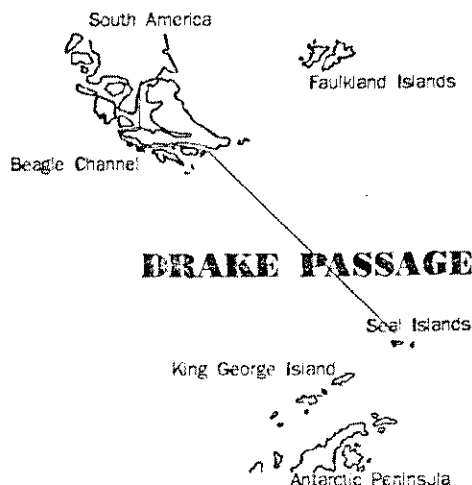 South America
Faulkland Islands
Beagle Channel
DRAKE PASSAGE
Seal Islands
King George Island
Antarctic Peninsula